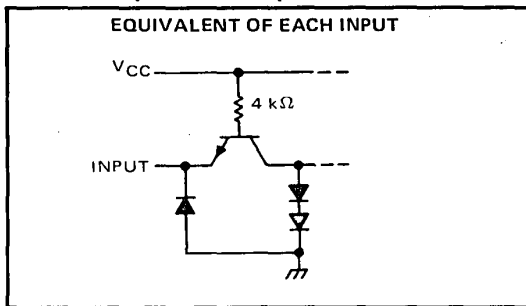 EQUIVALENT OF EACH INPUT
VCC
4 kΩ
INPUT